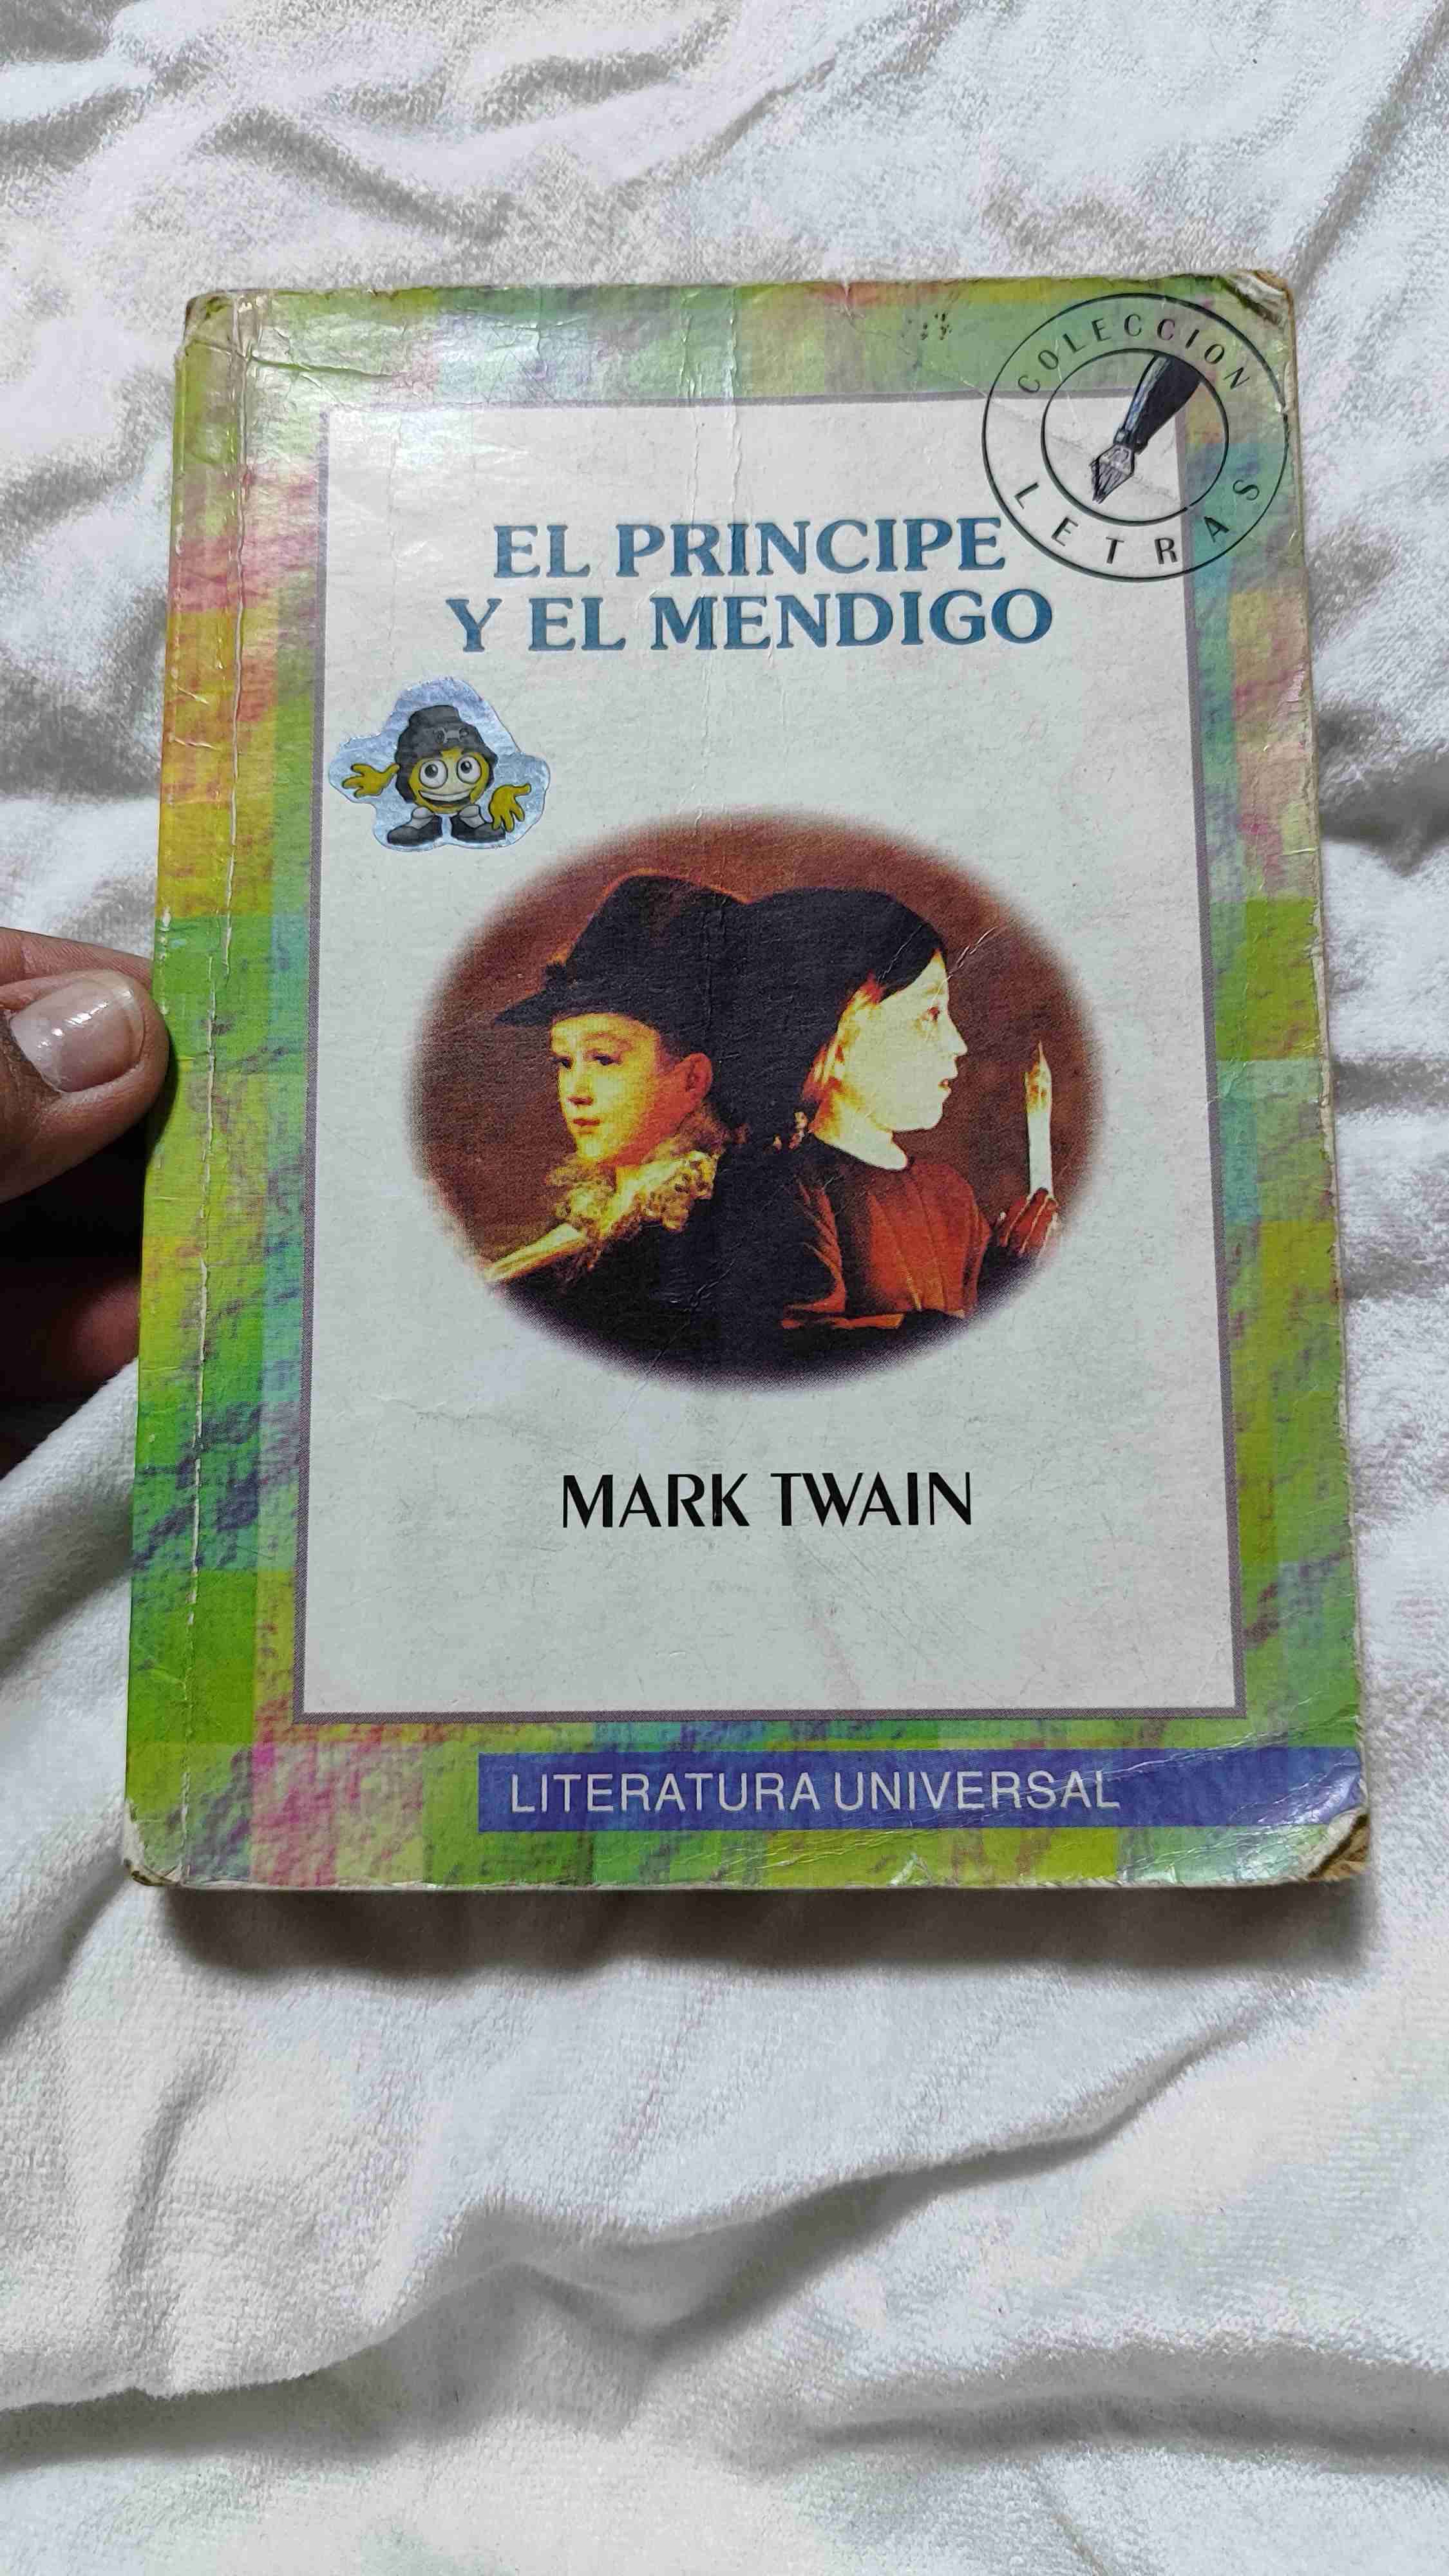 COLECCION
LETRAS
EL PRINCIPE
Y EL MENDIGO
MARK TWAIN
LITERATURA UNIVERSAL